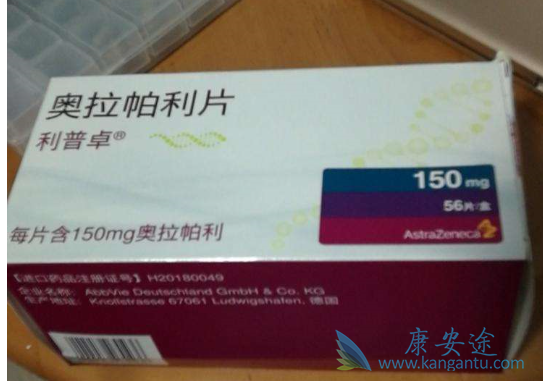 奥拉帕利片
利普卓®
150 mg
56片/盒
AstraZeneca
每片含150mg奥拉帕利
【进口药品注册证号】H20180049
企业名称: AbbVie Deutschland GmbH & Co. KG
生产地址: Knollstrasse 67061 Ludwigshafen, 德国
康安途
www.kangantu.com